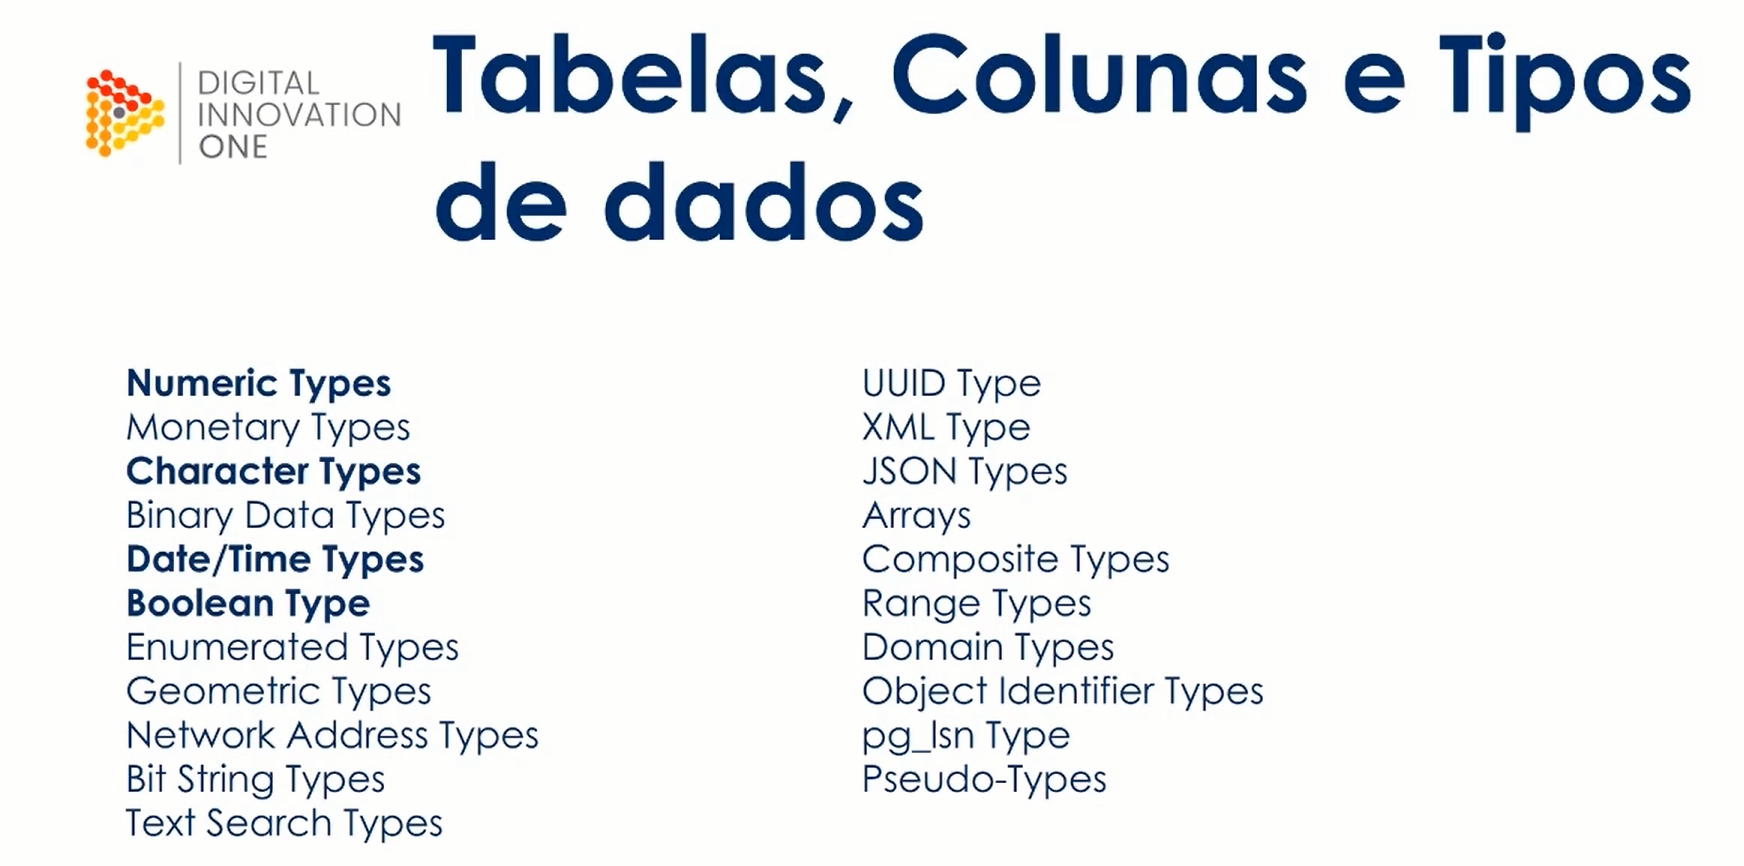 DIGITAL
INNOVATION
ONE
Tabelas, Colunas e Tipos
de dados
Numeric Types
Monetary Types
Character Types
Binary Data Types
Date/Time Types
Boolean Type
Enumerated Types
Geometric Types
Network Address Types
Bit String Types
Text Search Types
UUID Type
XML Type
JSON Types
Arrays
Composite Types
Range Types
Domain Types
Object Identifier Types
pg_lsn Type
Pseudo-Types